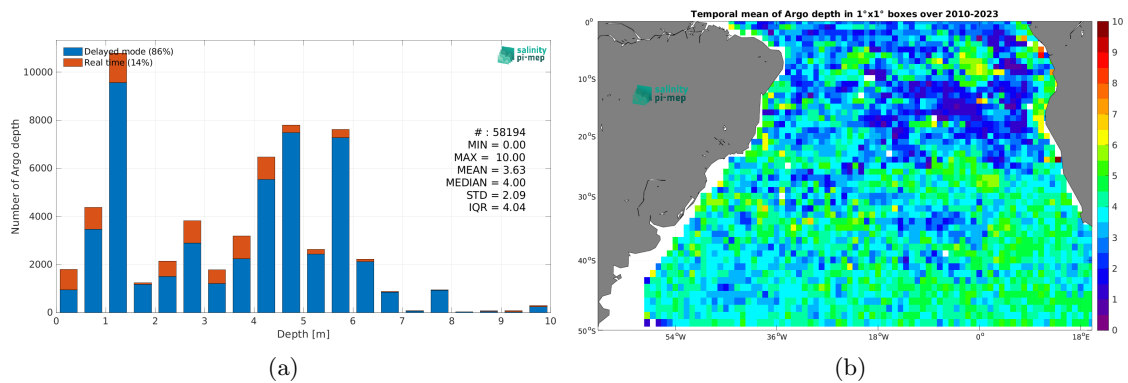 Delayed mode (86%)
Real time (14%)
salinity
pi-mep
# : 58194
MIN = 0.00
MAX = 10.00
MEAN = 3.63
MEDIAN = 4.00
STD = 2.09
IQR = 4.04
Number of Argo depth
10000
8000
6000
4000
2000
0
0 1 2 3 4 5 6 7 8 9 10
Depth [m]
(a)
Temporal mean of Argo depth in 1°x1° boxes over 2010-2023
salinity
pi-mep
0°
10°S
20°S
30°S
40°S
50°S
54°W 36°W 18°W 0° 18°E
10
9
8
7
6
5
4
3
2
1
0
(b)